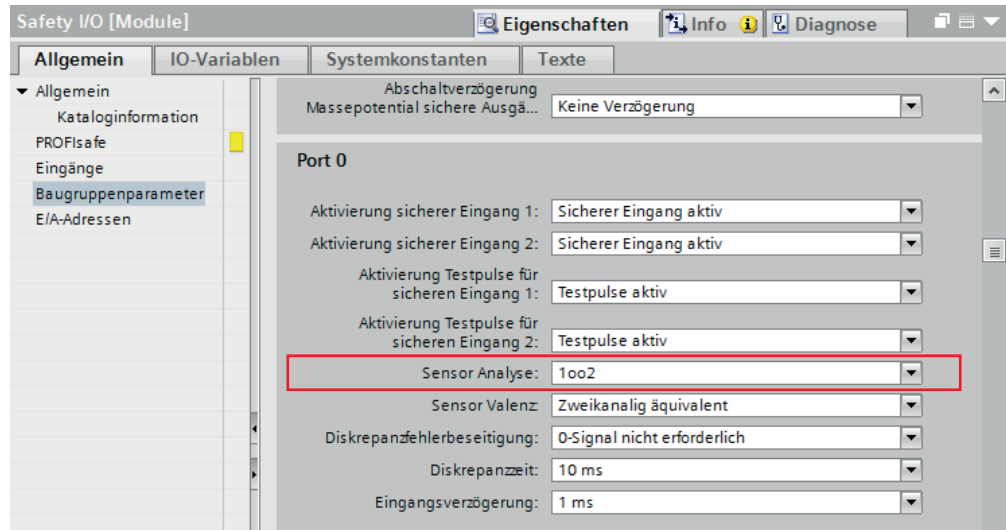 Safety I/O [Module]
Eigenschaften
Info
Diagnose
Allgemein
IO-Variablen
Systemkonstanten
Texte
Allgemein
Kataloginformation
PROFIsafe
Eingänge
Baugruppenparameter
E/A-Adressen
Abschaltverzögerung
Massepotential sichere Ausgä... Keine Verzögerung
Port 0
Aktivierung sicherer Eingang 1: Sicherer Eingang aktiv
Aktivierung sicherer Eingang 2: Sicherer Eingang aktiv
Aktivierung Testpulse für
sicheren Eingang 1: Testpulse aktiv
Aktivierung Testpulse für
sicheren Eingang 2: Testpulse aktiv
Sensor Analyse: 1oo2
Sensor Valenz: Zweikanalig äquivalent
Diskrepanzfehlerbeseitigung: 0-Signal nicht erforderlich
Diskrepanzzeit: 10 ms
Eingangsverzögerung: 1 ms